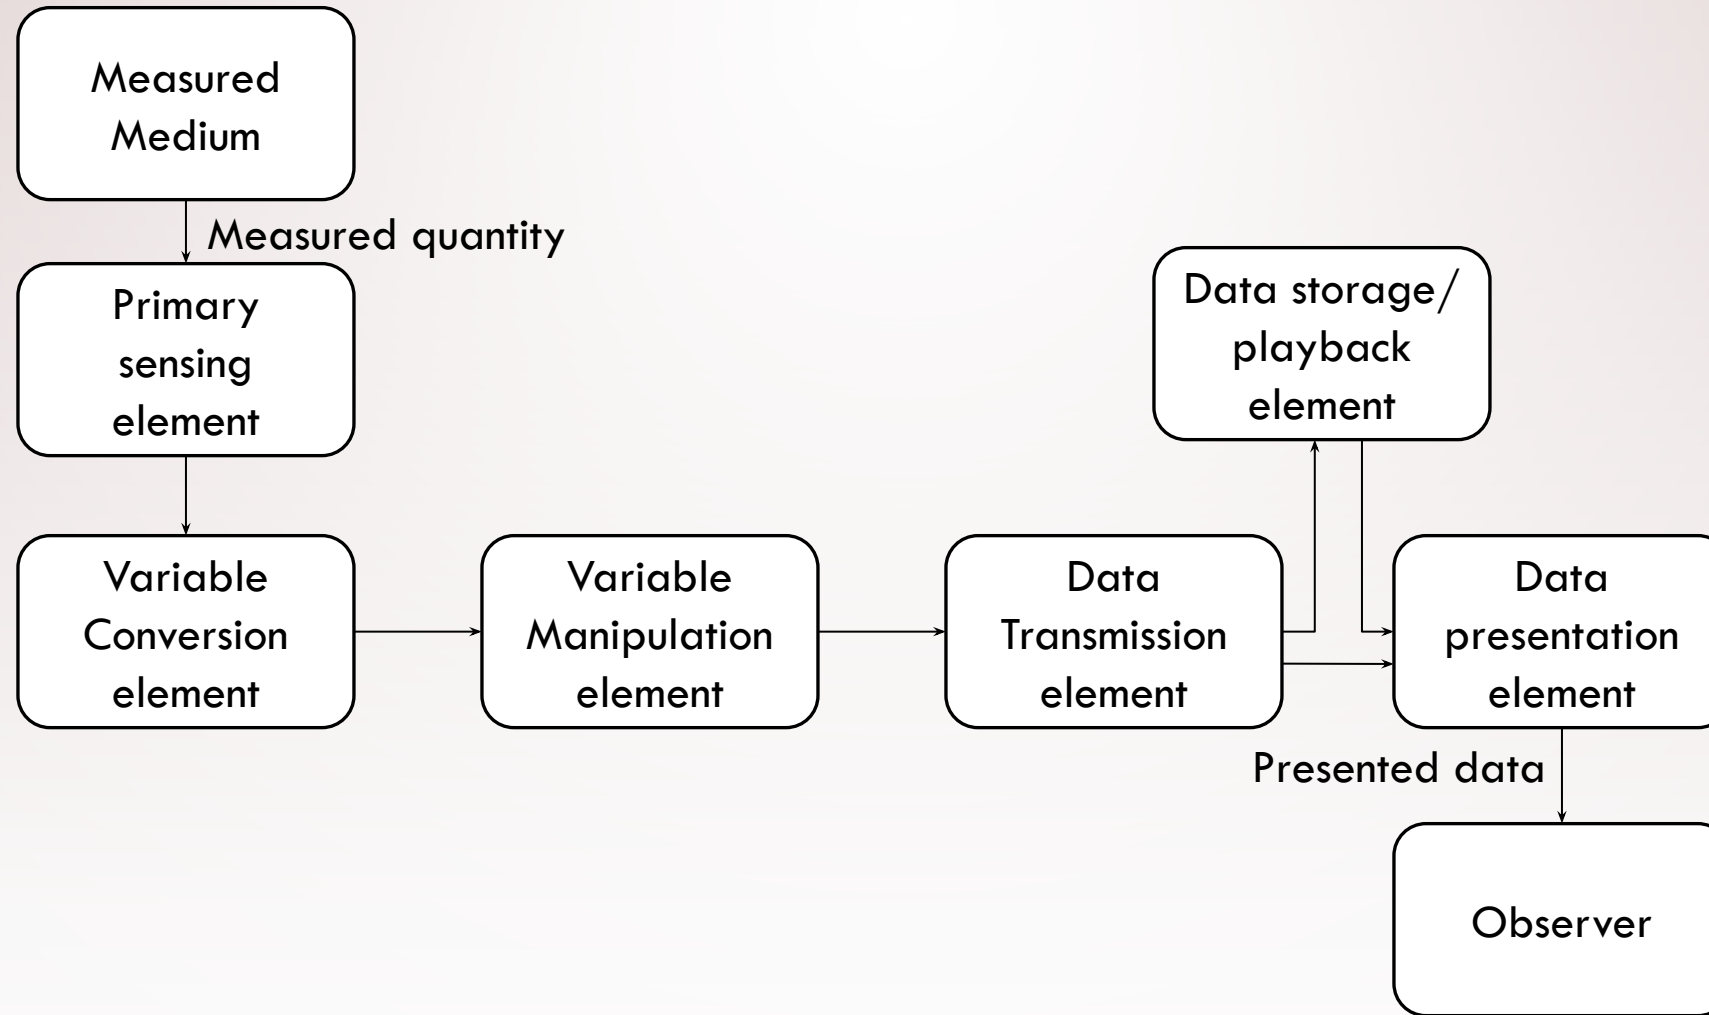 Measured
Medium
Measured quantity
Primary
sensing
element
Data storage/
playback
element
Variable
Conversion
element
Variable
Manipulation
element
Data
Transmission
element
Data
presentation
element
Presented data
Observer